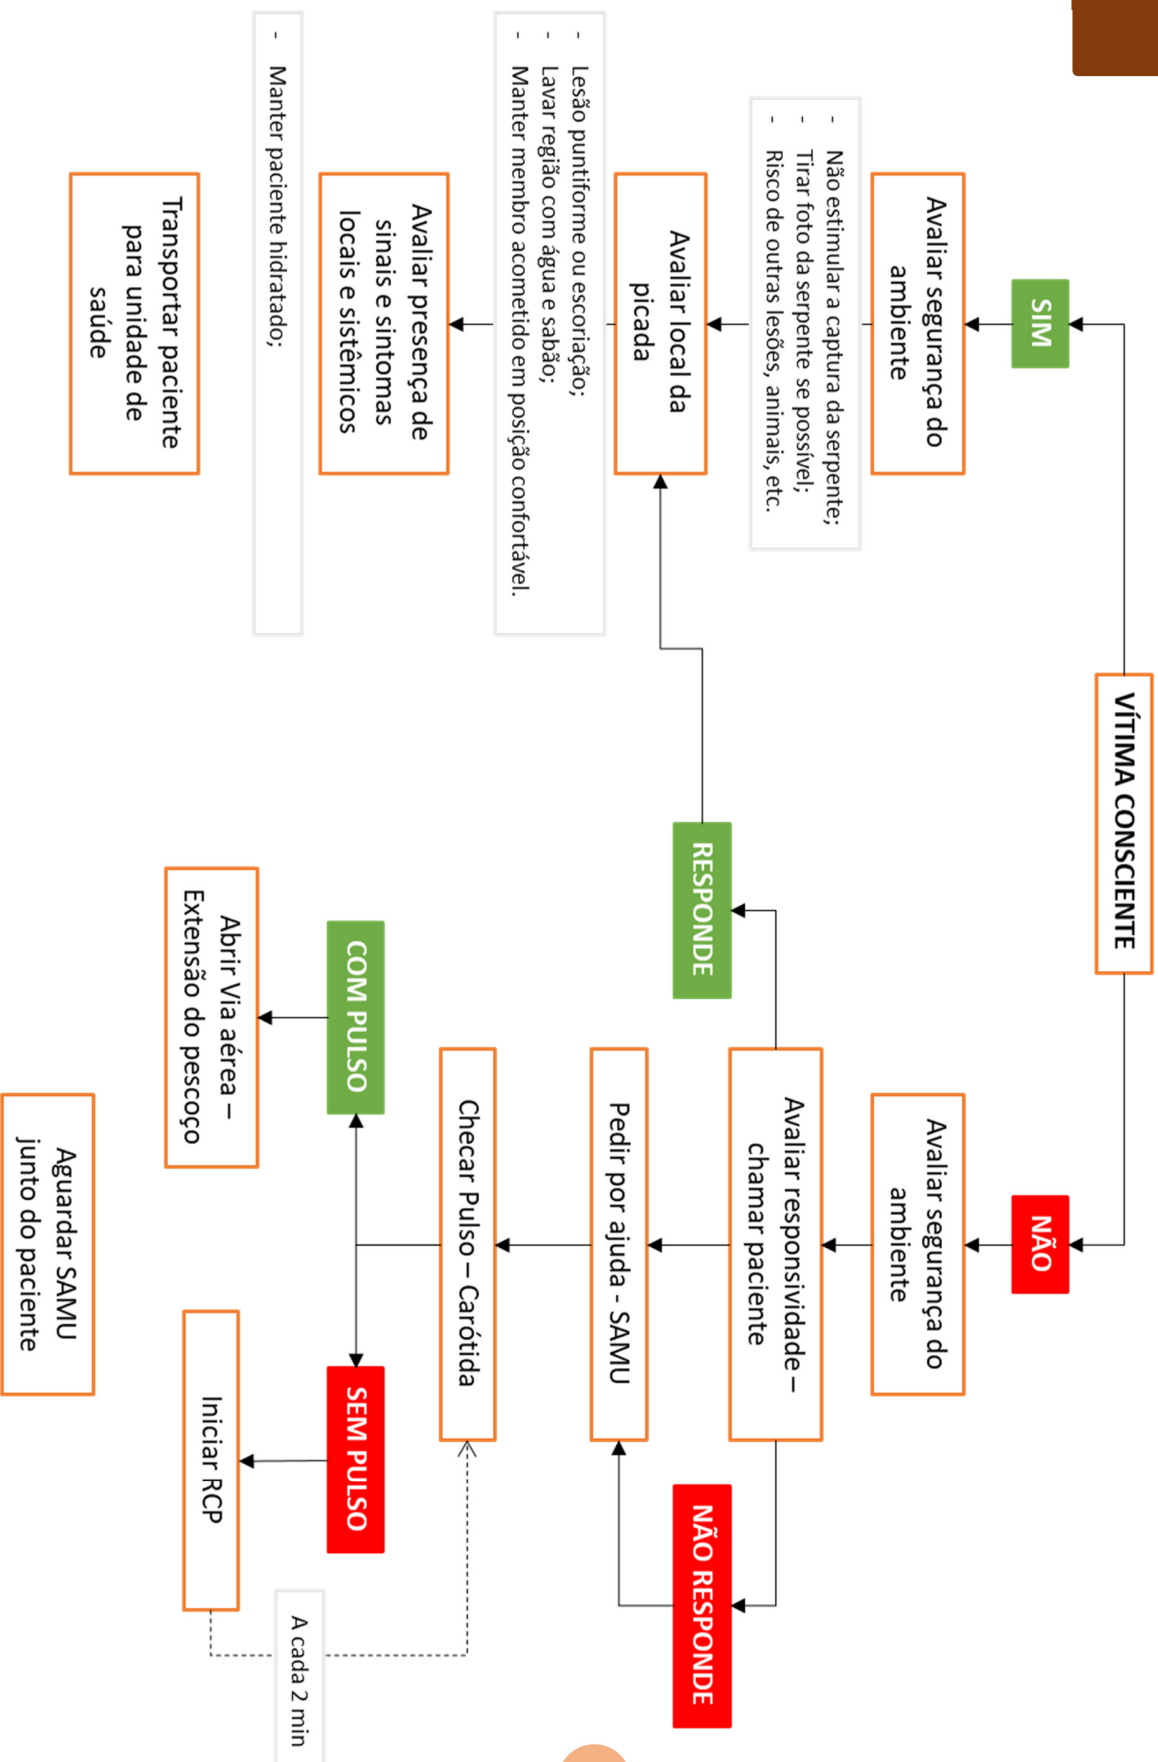 VÍTIMA CONSCIENTE
SIM
Avaliar segurança do
ambiente
- Não estimular a captura da serpente;
- Tirar foto da serpente se possível;
- Risco de outras lesões, animais, etc.
Avaliar local da
picada
- Lesão puntiforme ou escoriação;
- Lavar região com água e sabão;
- Manter membro acometido em posição confortável.
Avaliar presença de
sinais e sintomas
locais e sistêmicos
- Manter paciente hidratado;
Transportar paciente
para unidade de
saúde
NÃO
Avaliar segurança do
ambiente
Avaliar responsividade –
chamar paciente
RESPONDE
NÃO RESPONDE
Pedir por ajuda - SAMU
Checar Pulso – Carótida
COM PULSO
SEM PULSO
Abrir Via aérea –
Extensão do pescoço
Iniciar RCP
A cada 2 min
Aguardar SAMU
junto do paciente